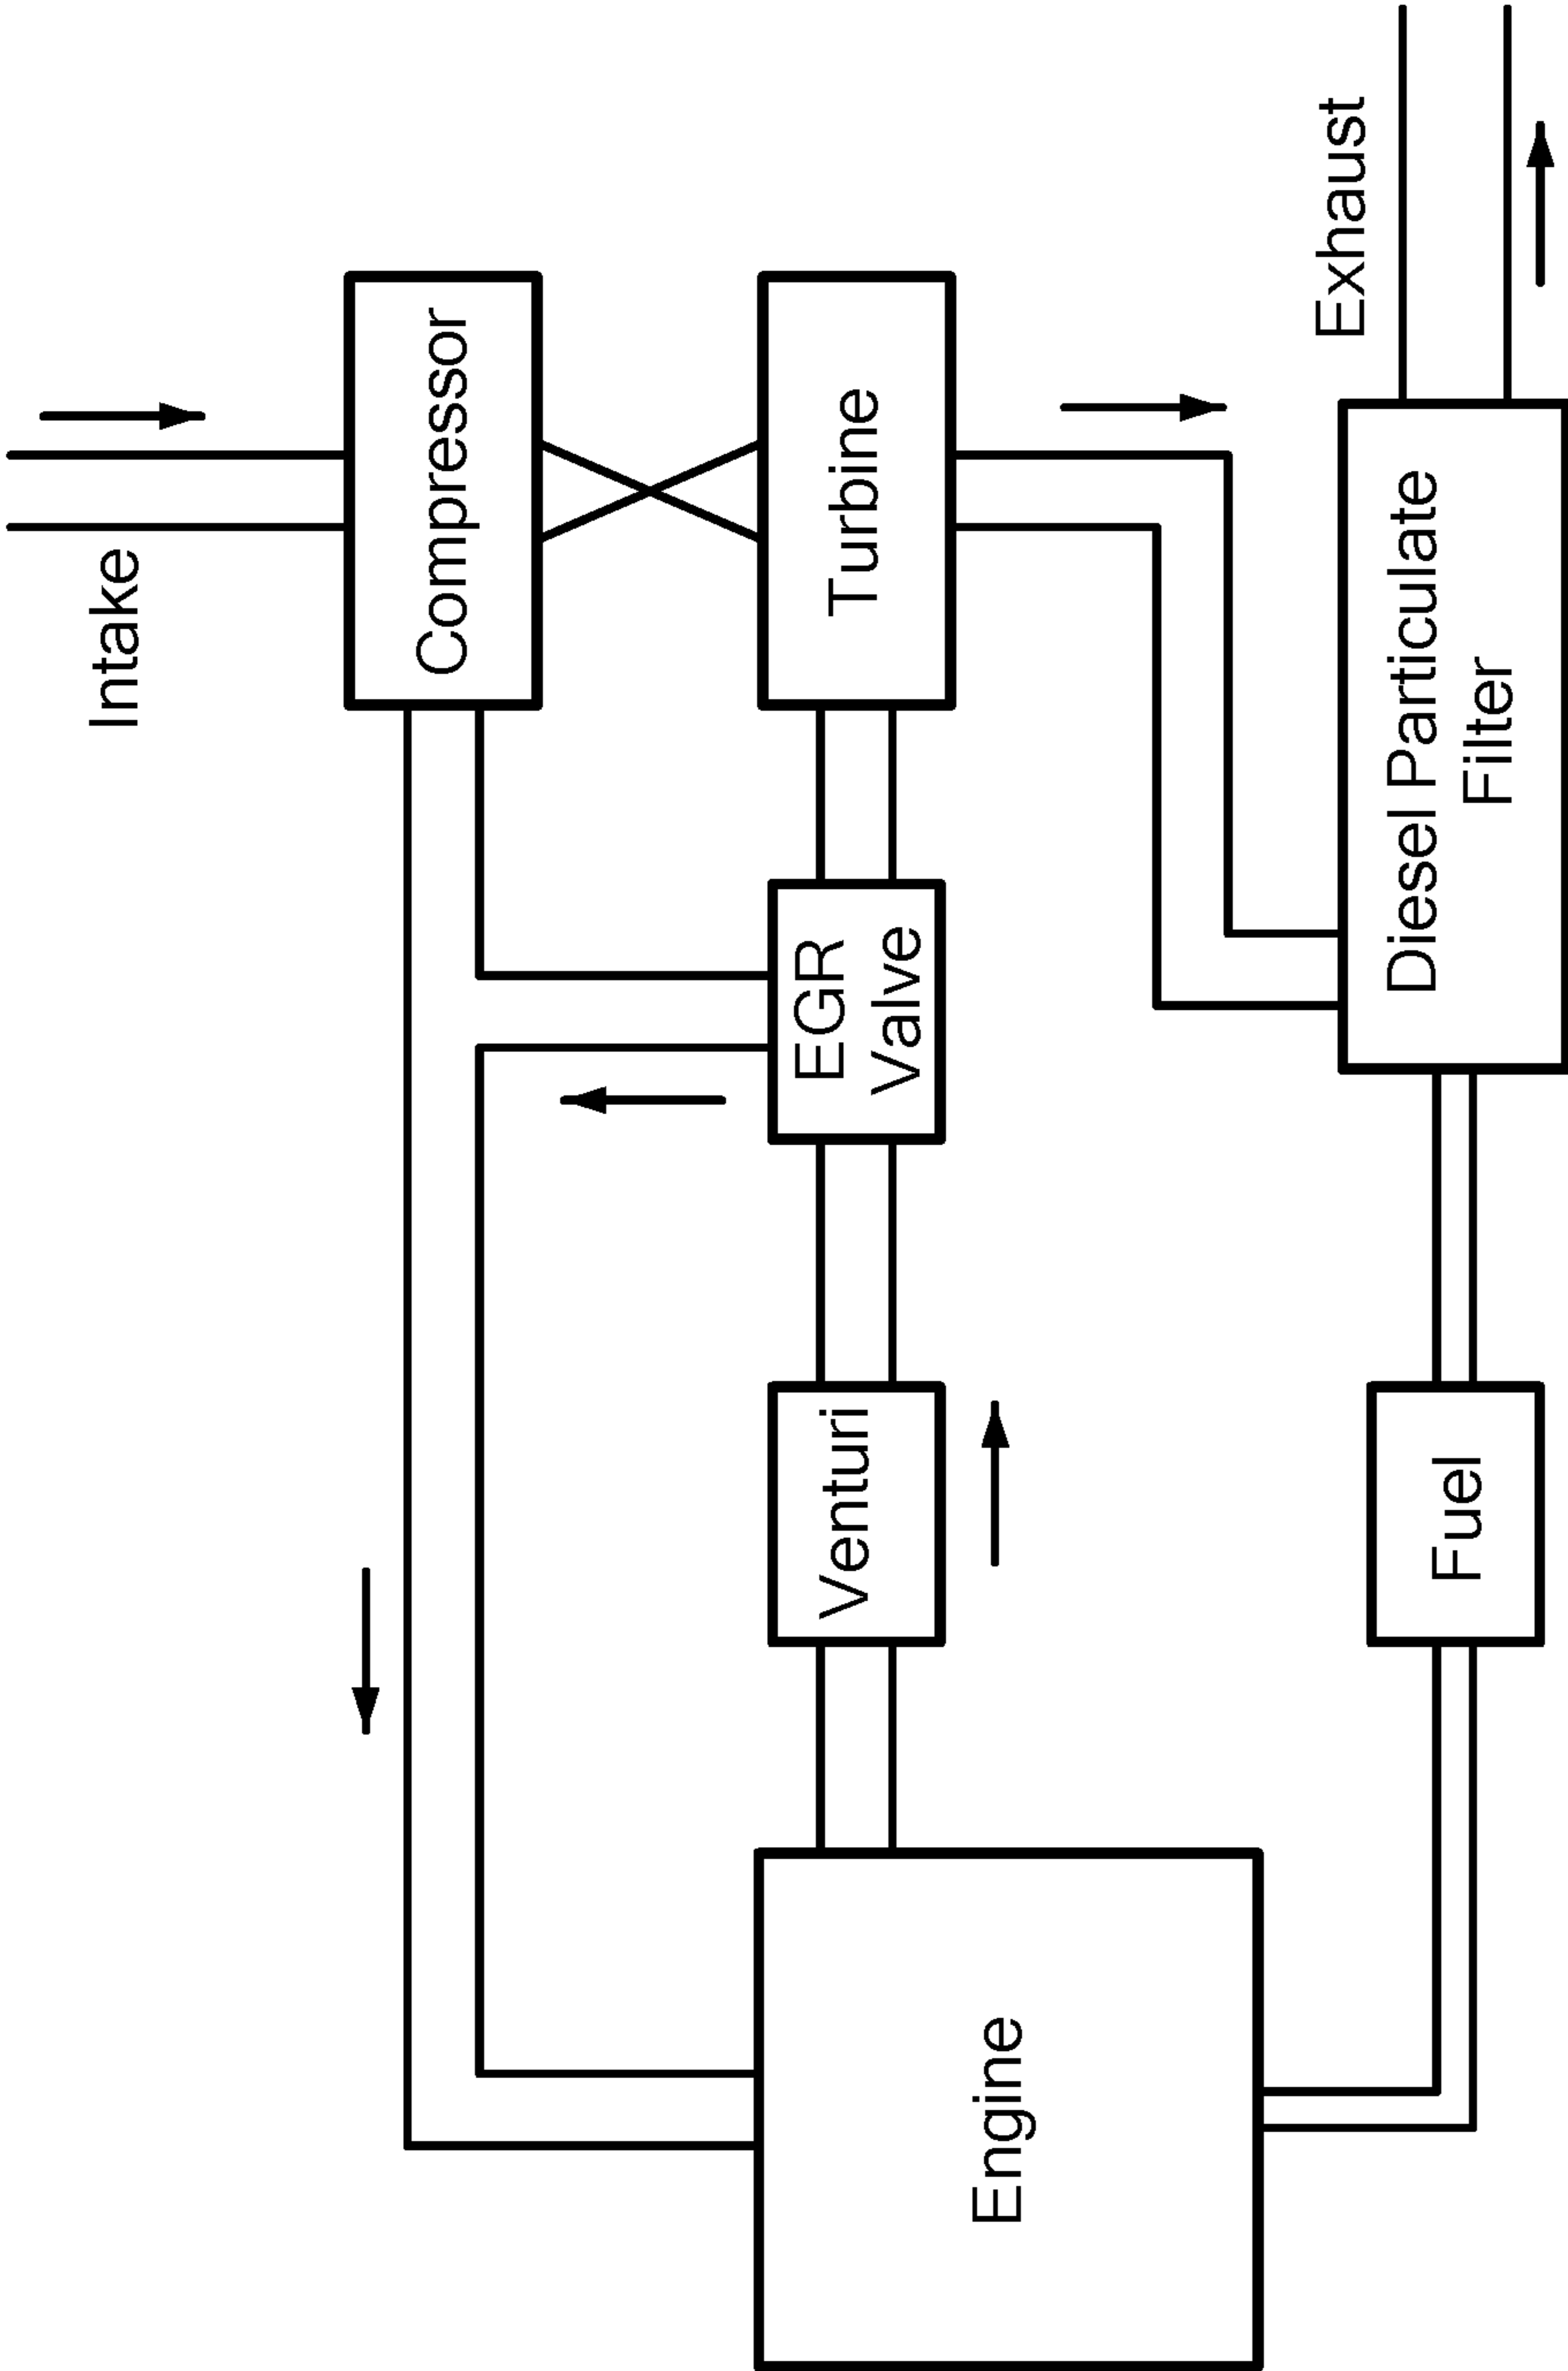 Intake
Compressor
Turbine
EGR
Valve
Venturi
Engine
Exhaust
Diesel Particulate
Filter
Fuel